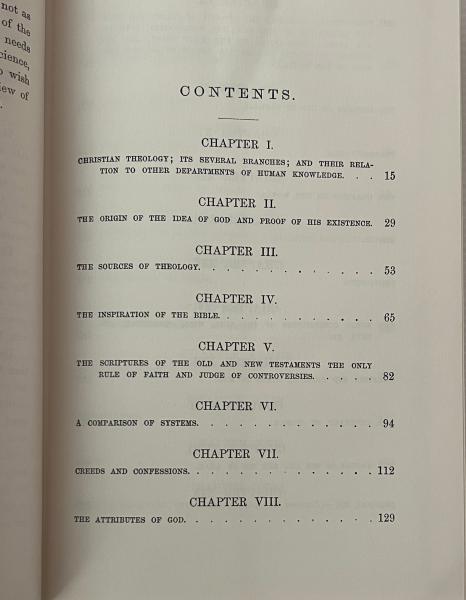 not as
of the
needs
cience,
wish
iew of
CONTENTS.
CHAPTER I.
CHRISTIAN THEOLOGY; ITS SEVERAL BRANCHES; AND THEIR RELA-
TION TO OTHER DEPARTMENTS OF HUMAN KNOWLEDGE. . . 15
CHAPTER II.
THE ORIGIN OF THE IDEA OF GOD AND PROOF OF HIS EXISTENCE. 29
CHAPTER III.
THE SOURCES OF THEOLOGY. . . . . . . . . . . . . 53
CHAPTER IV.
THE INSPIRATION OF THE BIBLE. . . . . . . . . . . 65
CHAPTER V.
THE SCRIPTURES OF THE OLD AND NEW TESTAMENTS THE ONLY
RULE OF FAITH AND JUDGE OF CONTROVERSIES. . . . . 82
CHAPTER VI.
A COMPARISON OF SYSTEMS. . . . . . . . . . . . . 94
CHAPTER VII.
CREEDS AND CONFESSIONS. . . . . . . . . . . . . 112
CHAPTER VIII.
THE ATTRIBUTES OF GOD. . . . . . . . . . . . . . 129